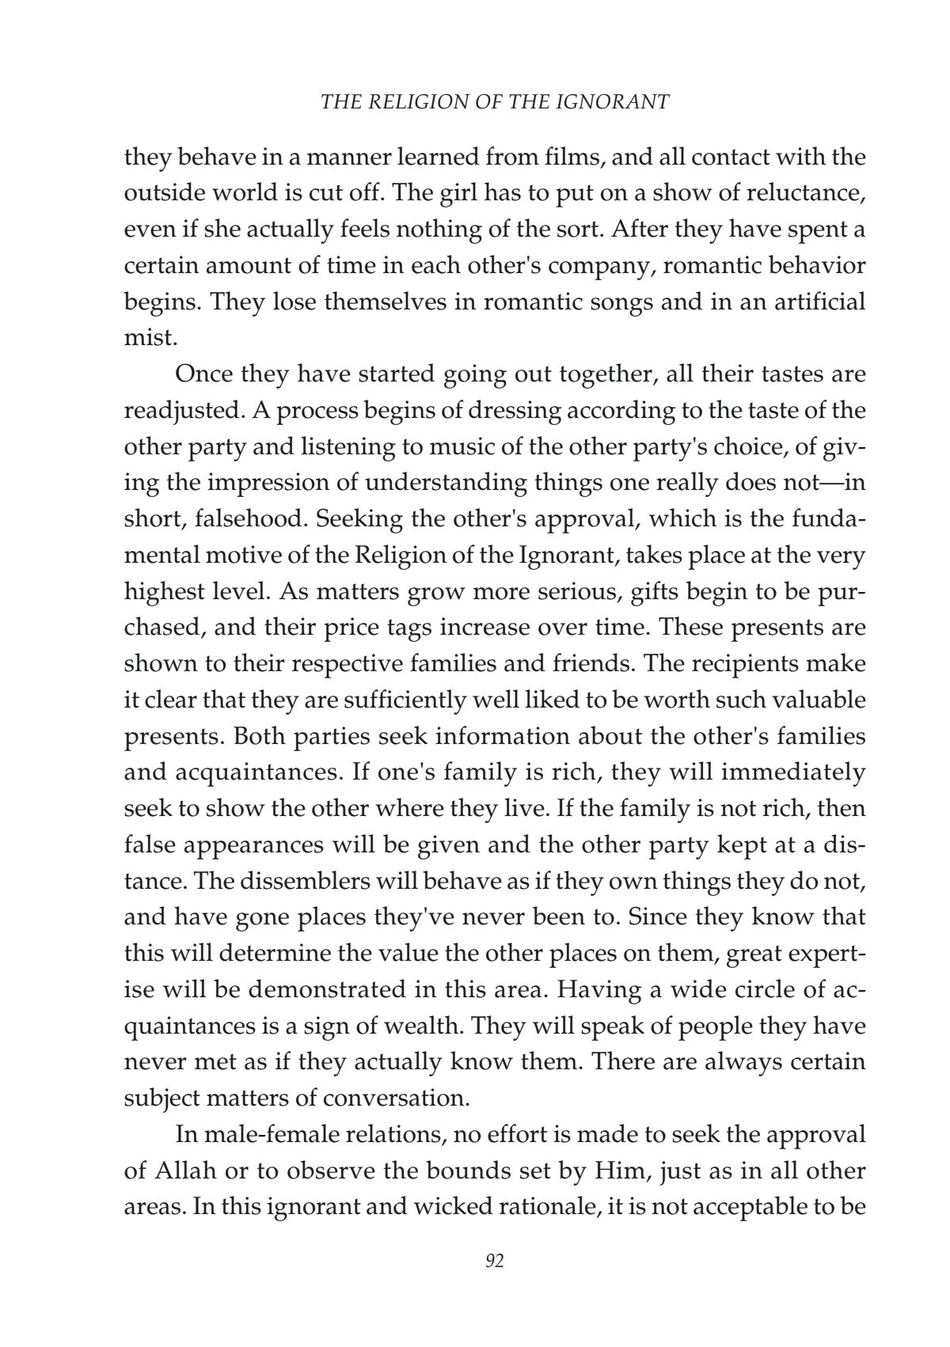 THE RELIGION OF THE IGNORANT
they behave in a manner learned from films, and all contact with the
outside world is cut off. The girl has to put on a show of reluctance,
even if she actually feels nothing of the sort. After they have spent a
certain amount of time in each other's company, romantic behavior
begins. They lose themselves in romantic songs and in an artificial
mist.
Once they have started going out together, all their tastes are
readjusted. A process begins of dressing according to the taste of the
other party and listening to music of the other party's choice, of giv-
ing the impression of understanding things one really does not—in
short, falsehood. Seeking the other's approval, which is the funda-
mental motive of the Religion of the Ignorant, takes place at the very
highest level. As matters grow more serious, gifts begin to be pur-
chased, and their price tags increase over time. These presents are
shown to their respective families and friends. The recipients make
it clear that they are sufficiently well liked to be worth such valuable
presents. Both parties seek information about the other's families
and acquaintances. If one's family is rich, they will immediately
seek to show the other where they live. If the family is not rich, then
false appearances will be given and the other party kept at a dis-
tance. The dissemblers will behave as if they own things they do not,
and have gone places they've never been to. Since they know that
this will determine the value the other places on them, great expert-
ise will be demonstrated in this area. Having a wide circle of ac-
quaintances is a sign of wealth. They will speak of people they have
never met as if they actually know them. There are always certain
subject matters of conversation.
In male-female relations, no effort is made to seek the approval
of Allah or to observe the bounds set by Him, just as in all other
areas. In this ignorant and wicked rationale, it is not acceptable to be
92